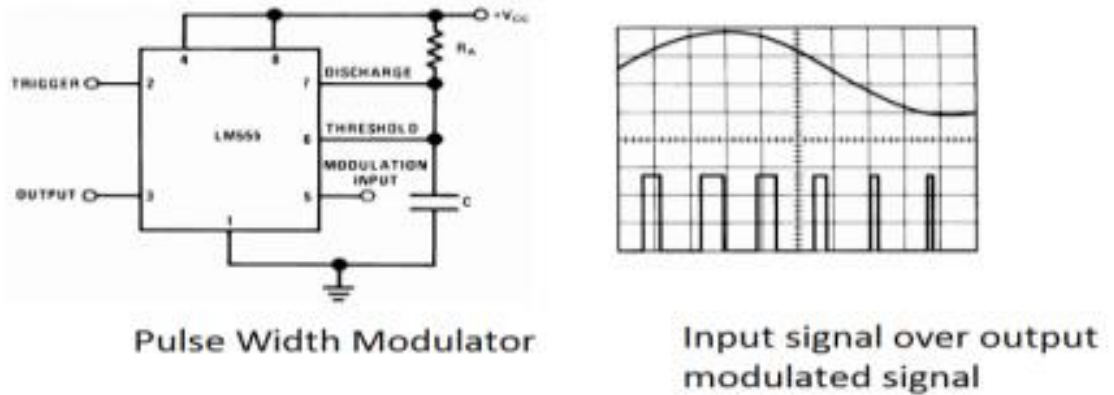 +VCC
RA
4
8
TRIGGER
2
7
DISCHARGE
LM555
6
THRESHOLD
MODULATION
INPUT
OUTPUT
3
5
C
1
Pulse Width Modulator
Input signal over output
modulated signal